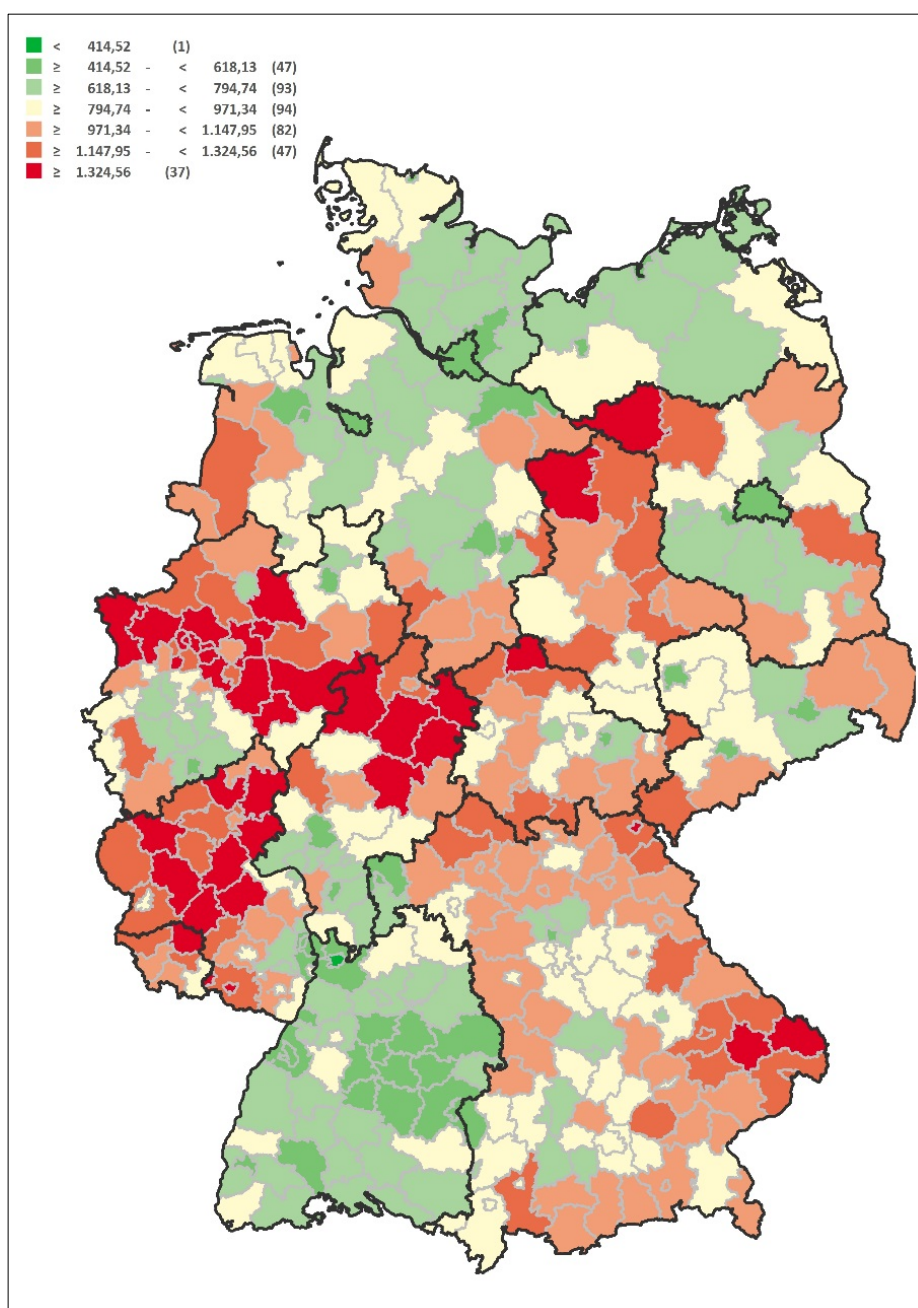 < 414,52 (1)
≥ 414,52 - < 618,13 (47)
≥ 618,13 - < 794,74 (93)
≥ 794,74 - < 971,34 (94)
≥ 971,34 - < 1.147,95 (82)
≥ 1.147,95 - < 1.324,56 (47)
≥ 1.324,56 (37)